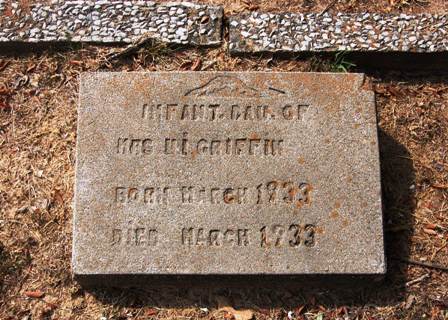 INFANT. DAU. OF
MRS W.I. GRIFFIN
BORN MARCH 1933
DIED MARCH 1933